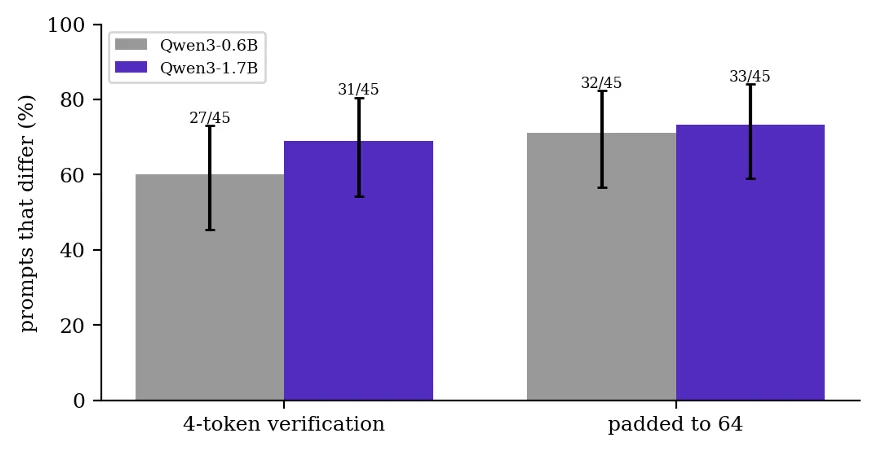 prompts that differ (%)
100
80
60
40
20
0
Qwen3-0.6B
Qwen3-1.7B
27/45
31/45
32/45
33/45
4-token verification
padded to 64